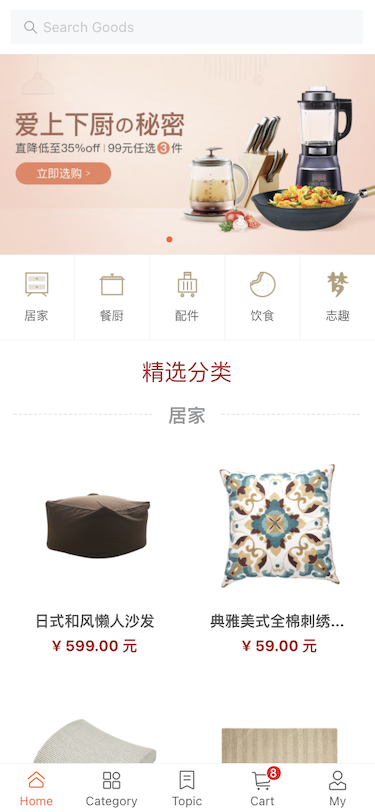 Search Goods
爱上下厨の秘密
直降低至35%off | 99元任选3件
立即选购 >
居家
餐厨
配件
饮食
志趣
精选分类
居家
日式和风懒人沙发
典雅美式全棉刺绣...
¥ 599.00 元
¥ 59.00 元
8
Home
Category
Topic
Cart
My